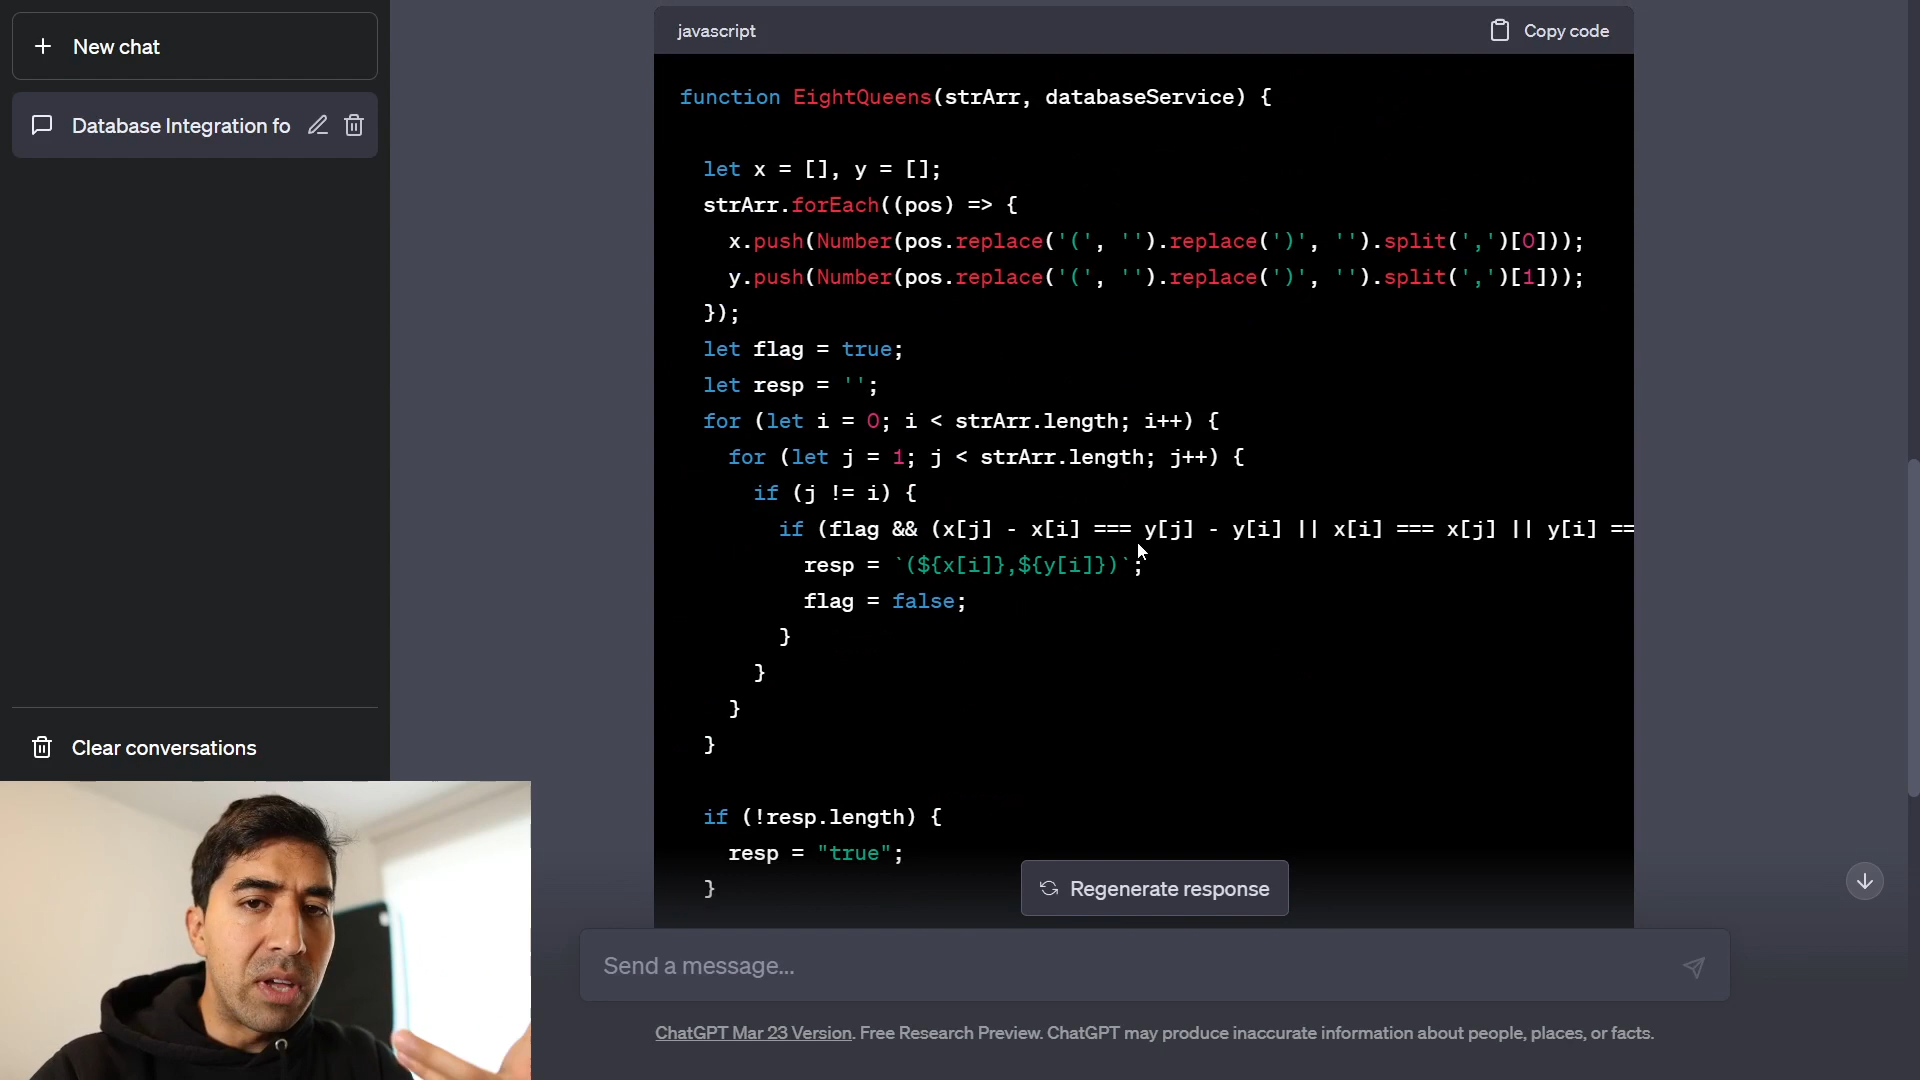 New chat
Database Integration fo
Clear conversations
javascript
Copy code
function EightQueens(strArr, databaseService) {
let x = [], y = [];
strArr.forEach((pos) => {
x.push(Number(pos.replace('(', '').replace(')', '').split(',')[0]));
y.push(Number(pos.replace('(', '').replace(')', '').split(',')[1]));
});
let flag = true;
let resp = '';
for (let i = 0; i < strArr.length; i++) {
for (let j = 1; j < strArr.length; j++) {
if (j != i) {
if (flag && (x[j] - x[i] === y[j] - y[i] || x[i] === x[j] || y[i] ==
resp = `(${x[i]},${y[i]})`;
flag = false;
}
}
}
}
if (!resp.length) {
resp = "true";
}
Regenerate response
Send a message...
ChatGPT Mar 23 Version. Free Research Preview. ChatGPT may produce inaccurate information about people, places, or facts.